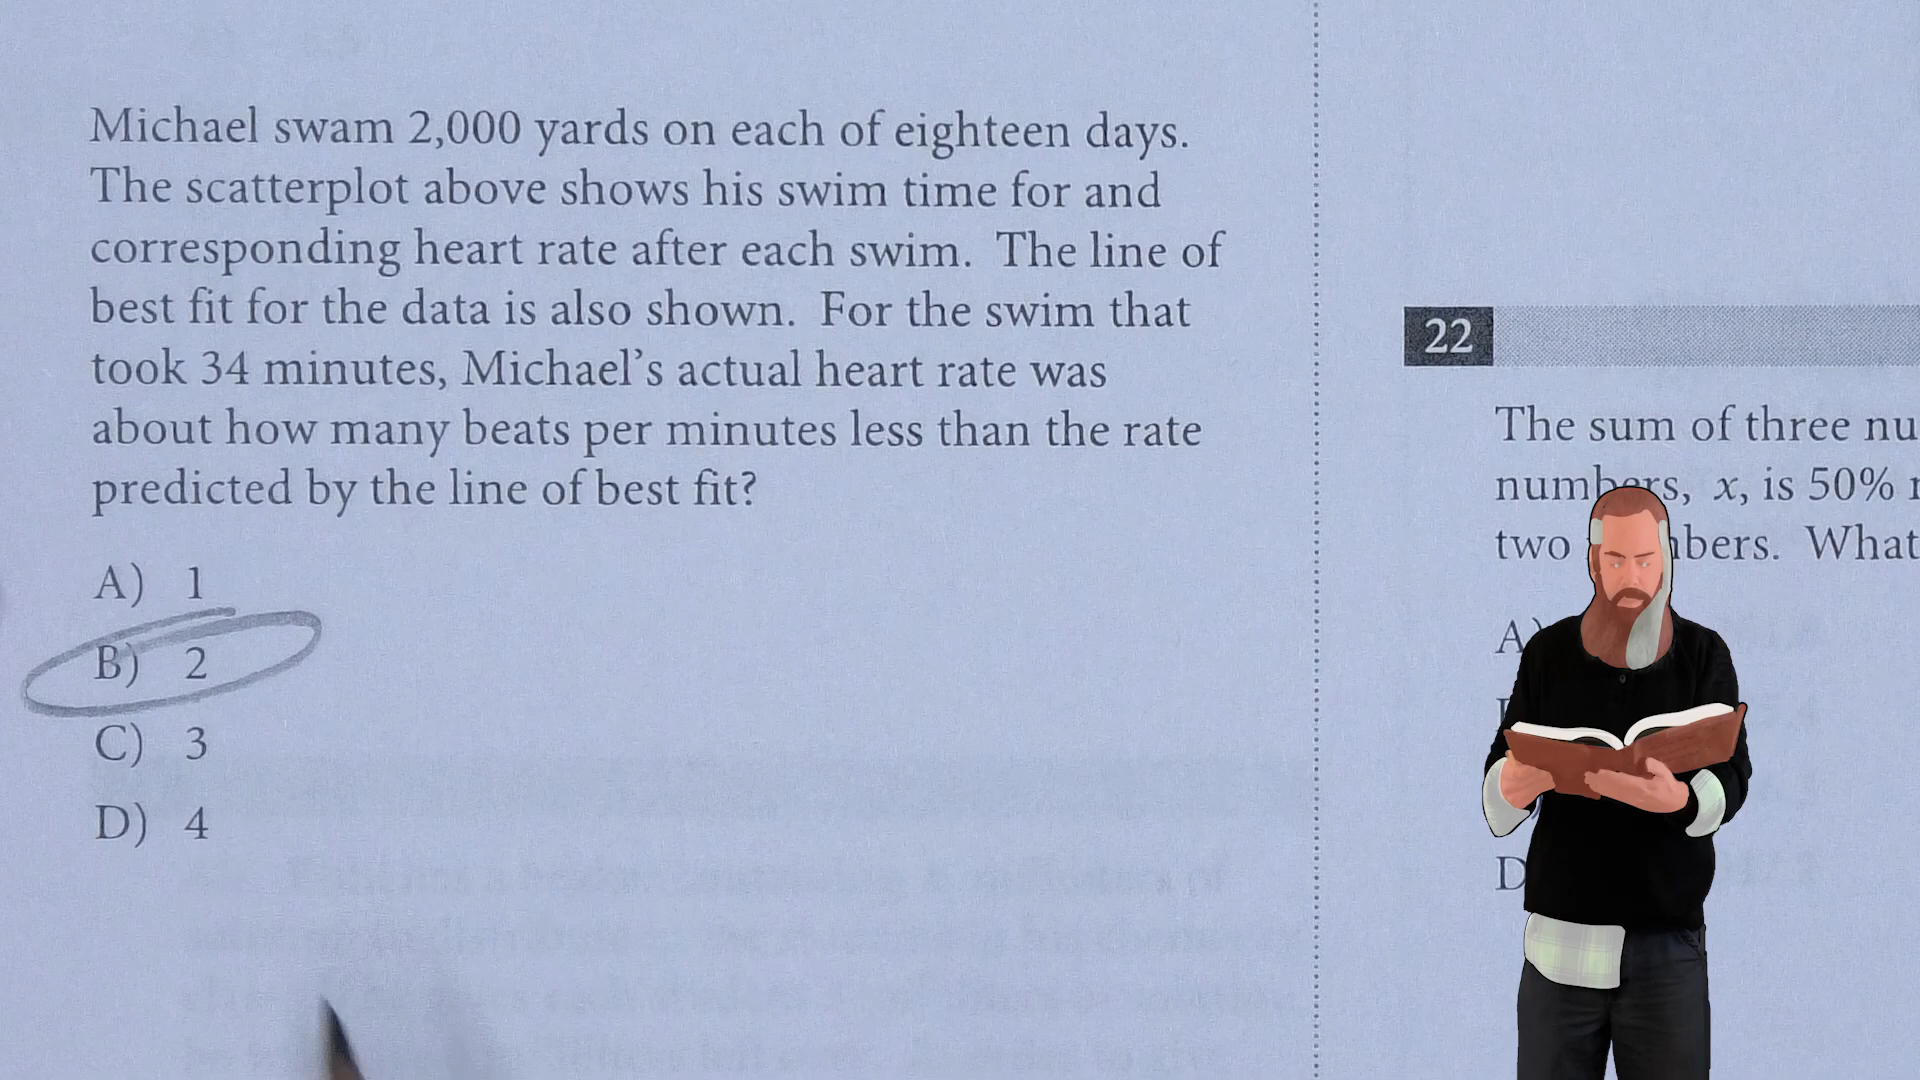 Michael swam 2,000 yards on each of eighteen days.
The scatterplot above shows his swim time for and
corresponding heart rate after each swim. The line of
best fit for the data is also shown. For the swim that
took 34 minutes, Michael's actual heart rate was
about how many beats per minutes less than the rate
predicted by the line of best fit?
A) 1
B) 2
C) 3
D) 4
22
The sum of three
numbers, x, is 50%
two What
A)
D